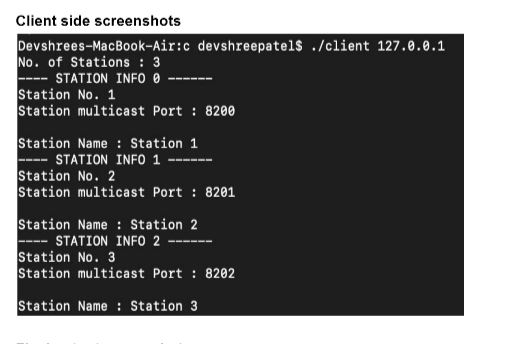 Client side screenshots
Devshrees-MacBook-Air:c devshreepatel$ ./client 127.0.0.1
No. of Stations : 3
---- STATION INFO 0 ------
Station No. 1
Station multicast Port : 8200
Station Name : Station 1
---- STATION INFO 1 ------
Station No. 2
Station multicast Port : 8201
Station Name : Station 2
---- STATION INFO 2 ------
Station No. 3
Station multicast Port : 8202
Station Name : Station 3